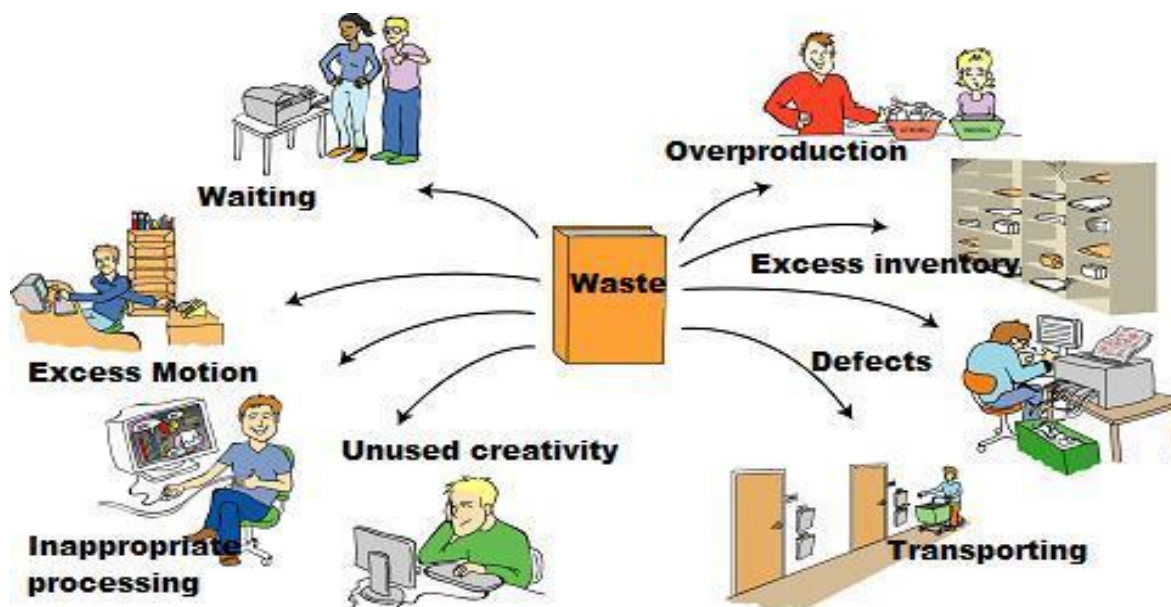 Waiting
Overproduction
Waste
Excess inventory
Excess Motion
Defects
Unused creativity
Inappropriate
processing
Transporting